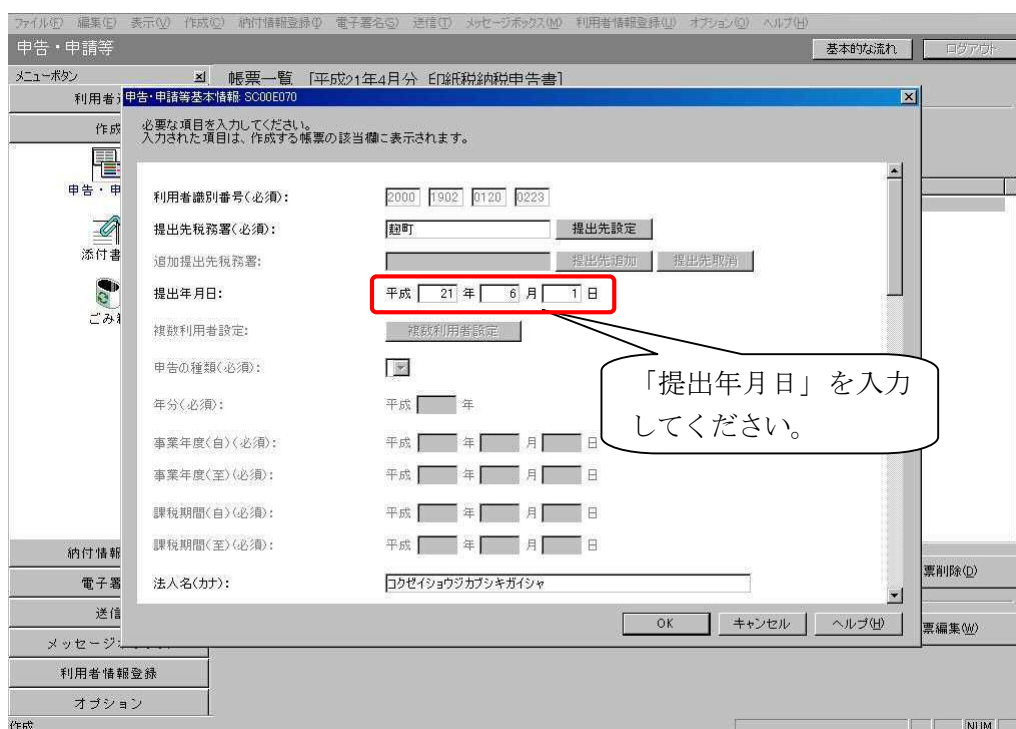 ファイル(F) 編集(E) 表示(V) 作成(C) 納付情報登録(I) 電子署名(S) 送信(T) メッセージボックス(M) 利用者情報登録(U) オプション(O) ヘルプ(H)
申告・申請等 基本的な流れ ログアウト
メニューボタン 帳票一覧 [平成21年4月分 印紙税納税申告書]
利用者
申告・申請等基本情報: SC00E070
作成
必要な項目を入力してください。
入力された項目は、作成する帳票の該当欄に表示されます。
申告・申
利用者識別番号(必須): 2000 1902 0120 0223
提出先税務署(必須): 麹町 提出先設定
添付書
追加提出先税務署: 提出先追加 提出先取消
提出年月日: 平成 21 年 6 月 1 日
ごみ
複数利用者設定: 複数利用者設定
申告の種類(必須):
「提出年月日」を入力
してください。
年分(必須): 平成 年
事業年度(自)(必須): 平成 年 月 日
事業年度(至)(必須): 平成 年 月 日
課税期間(自)(必須): 平成 年 月 日
課税期間(至)(必須): 平成 年 月 日
納付情報
電子署
法人名(カナ): コクゼイショウジカブシキガイシャ
票削除(D)
送信
OK キャンセル ヘルプ(H)
票編集(W)
メッセージ
利用者情報登録
オプション
作成 NUM